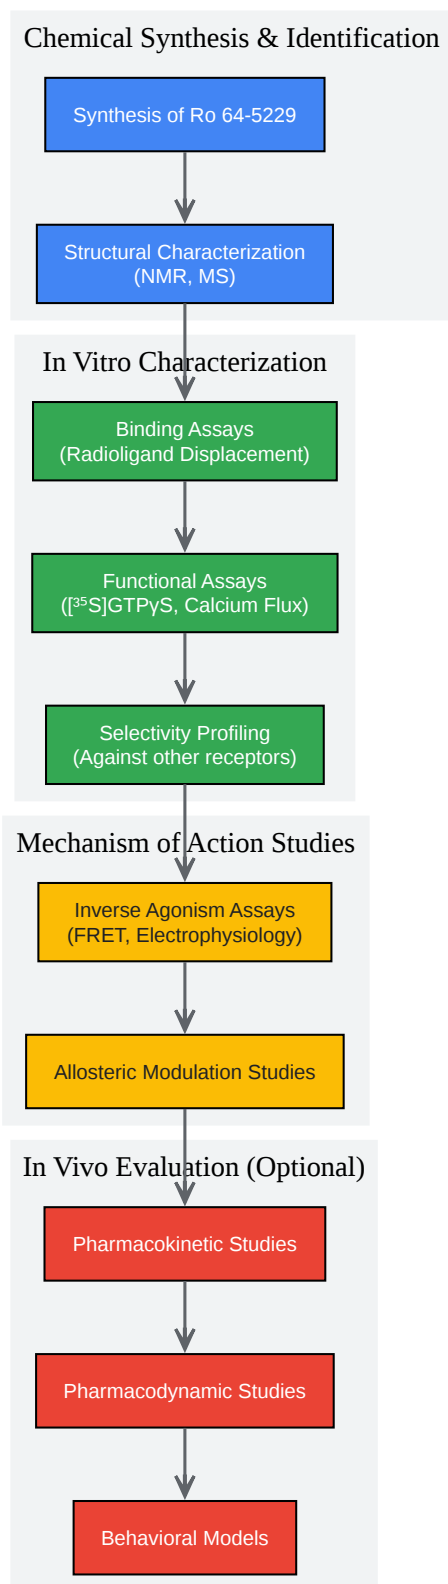 Chemical Synthesis & Identification
Synthesis of Ro 64-5229
Structural Characterization
(NMR, MS)
In Vitro Characterization
Binding Assays
(Radioligand Displacement)
Functional Assays
([³⁵S]GTPγS, Calcium Flux)
Selectivity Profiling
(Against other receptors)
Mechanism of Action Studies
Inverse Agonism Assays
(FRET, Electrophysiology)
Allosteric Modulation Studies
In Vivo Evaluation (Optional)
Pharmacokinetic Studies
Pharmacodynamic Studies
Behavioral Models